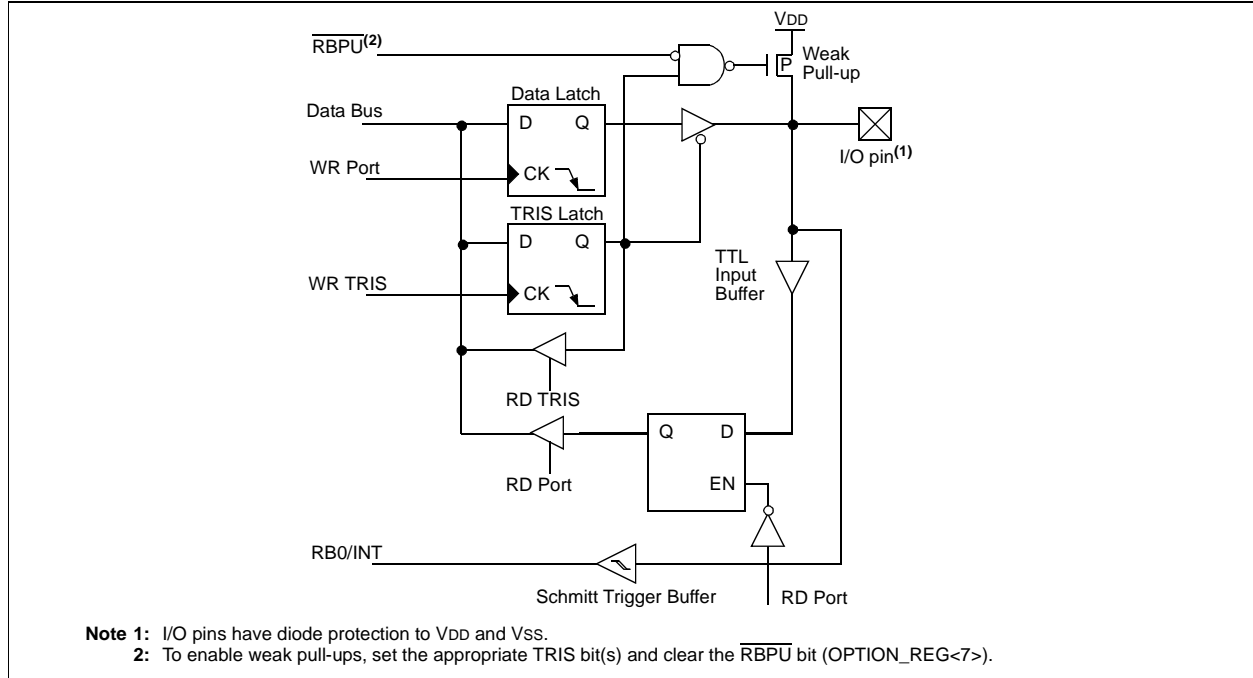 VDD
RBPU(2)
Weak
Pull-up
P
Data Latch
Data Bus
D Q
I/O pin(1)
WR Port
CK
TRIS Latch
D Q
TTL
Input
Buffer
WR TRIS
CK
RD TRIS
Q D
RD Port
EN
RB0/INT
Schmitt Trigger Buffer
RD Port
Note 1: I/O pins have diode protection to VDD and VSS.
2: To enable weak pull-ups, set the appropriate TRIS bit(s) and clear the RBPU bit (OPTION_REG<7>).